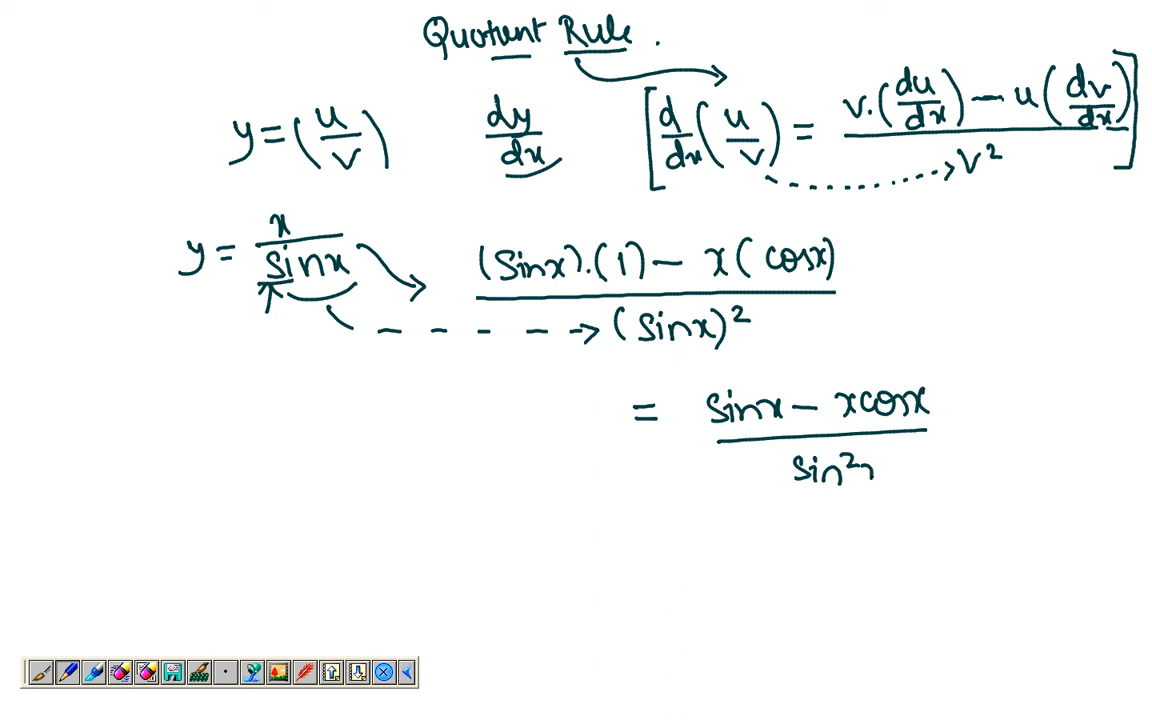 Quotient Rule .
y = (u/v) dy/dx [d/dx (u/v) = (v.(du/dx) – u(dv/dx))/v²]
y = x/sinx (sinx).(1) – x(cosx)/(sinx)²
= sinx – xcosx/sin²